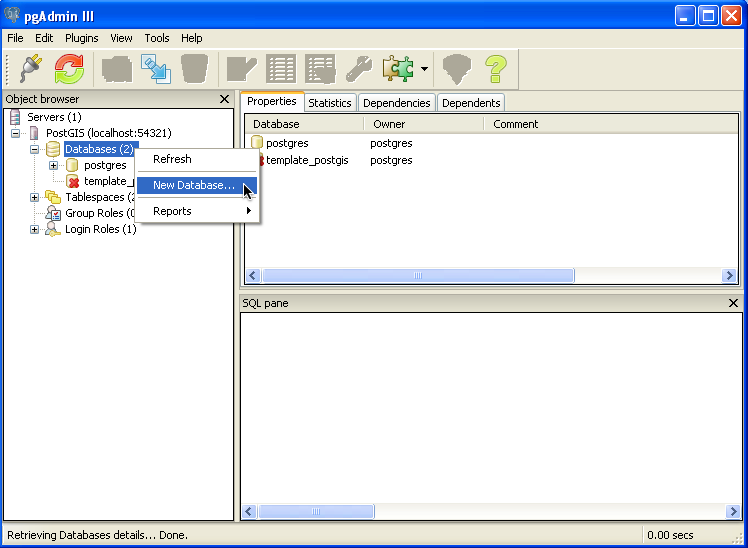 pgAdmin III
File Edit Plugins View Tools Help
Object browser
Servers (1)
PostGIS (localhost:54321)
Databases (2)
postgres
template_
Tablespaces (2
Group Roles (0
Login Roles (1)
Refresh
New Database...
Reports
Properties Statistics Dependencies Dependents
Database Owner Comment
postgres postgres
template_postgis postgres
SQL pane
Retrieving Databases details... Done. 0.00 secs